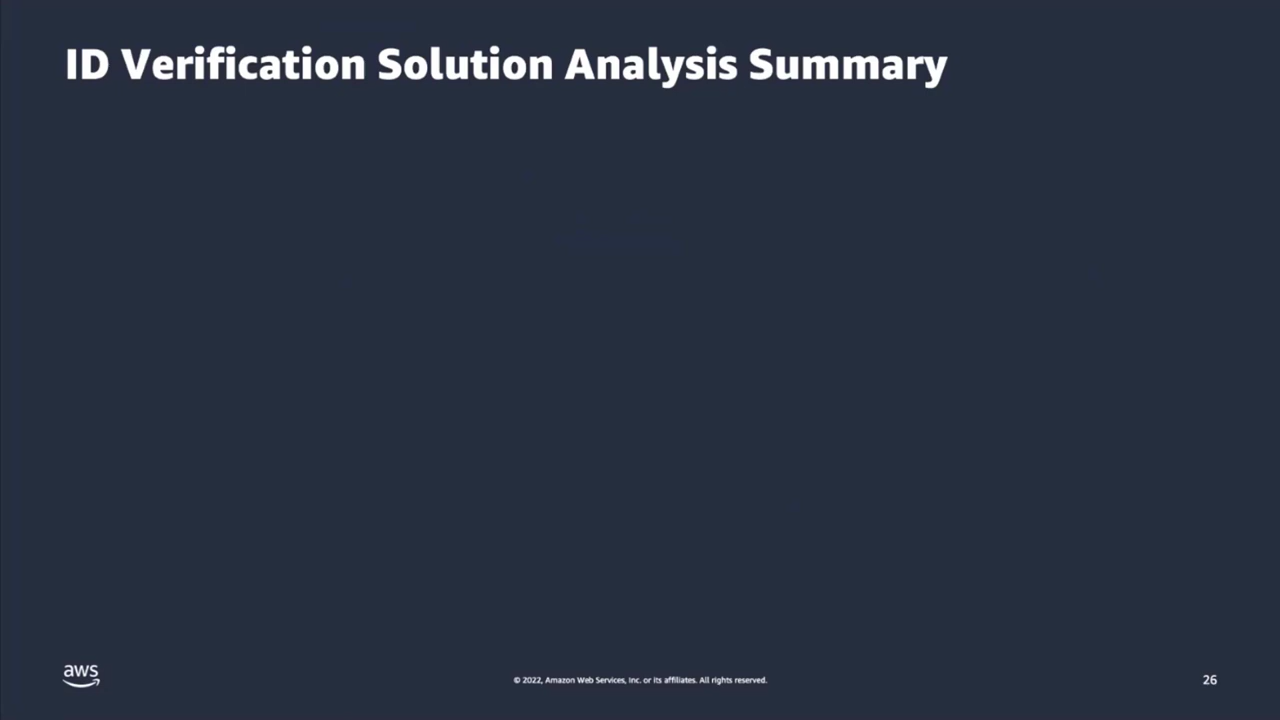 ID Verification Solution Analysis Summary
aws
© 2022, Amazon Web Services, Inc. or its affiliates. All rights reserved.
26